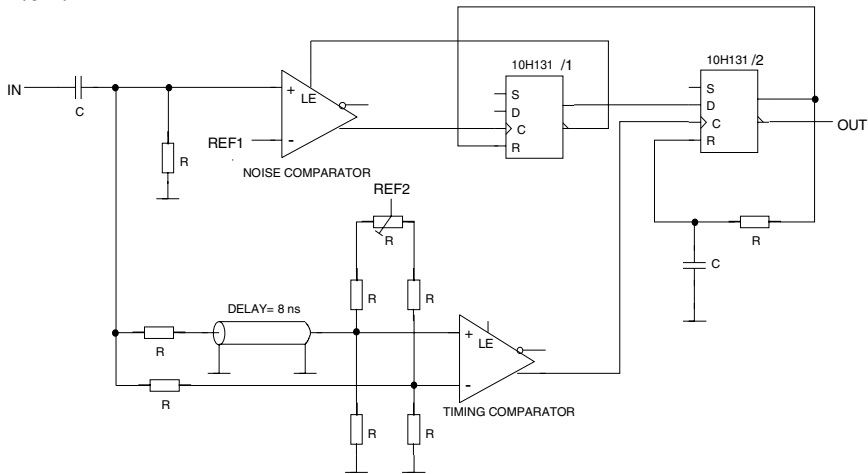 10H131 /1
10H131 /2
IN
C
LE
+
-
REF1
R
NOISE COMPARATOR
S
D
C
R
S
D
C
R
OUT
R
C
REF2
R
R
R
DELAY= 8 ns
R
R
+
-
LE
TIMING COMPARATOR
R
R